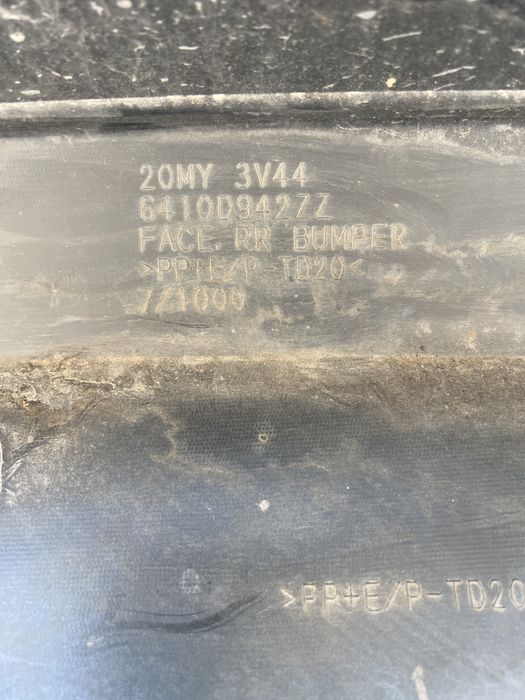 20MY 3V44
6410D942ZZ
FACE, RR BUMPER
>PP+E/P-TD20<
7/1000
>PP+E/P-TD20